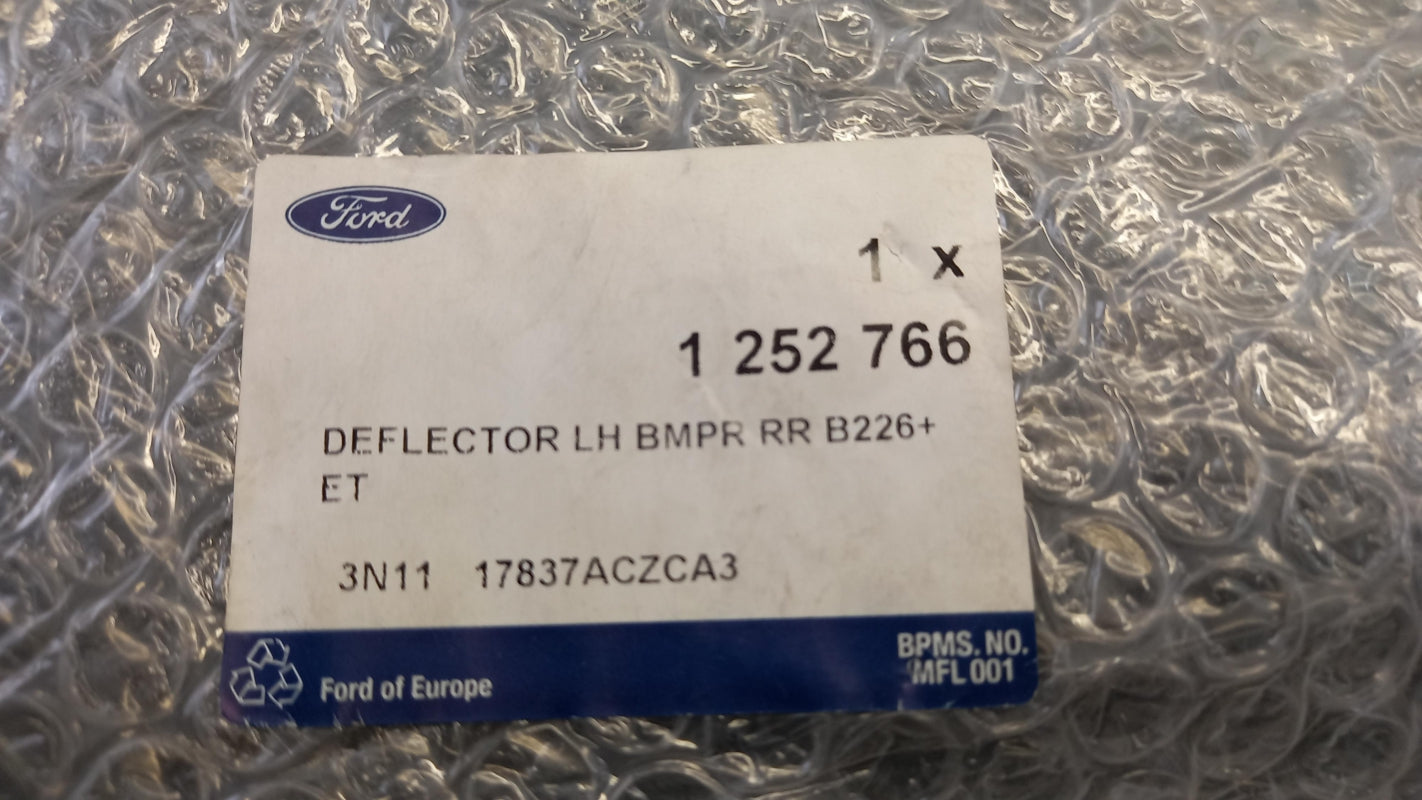 Ford
1 x
1 252 766
DEFLECTOR LH BMPR RR B226+
ET
3N11 17837ACZCA3
Ford of Europe
BPMS. NO.
MFL 001